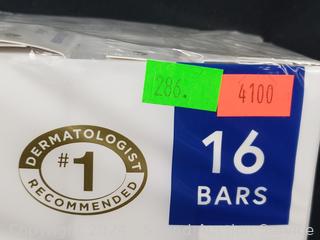 286.
4100
DERMATOLOGIST
#1
RECOMMENDED
16
BARS